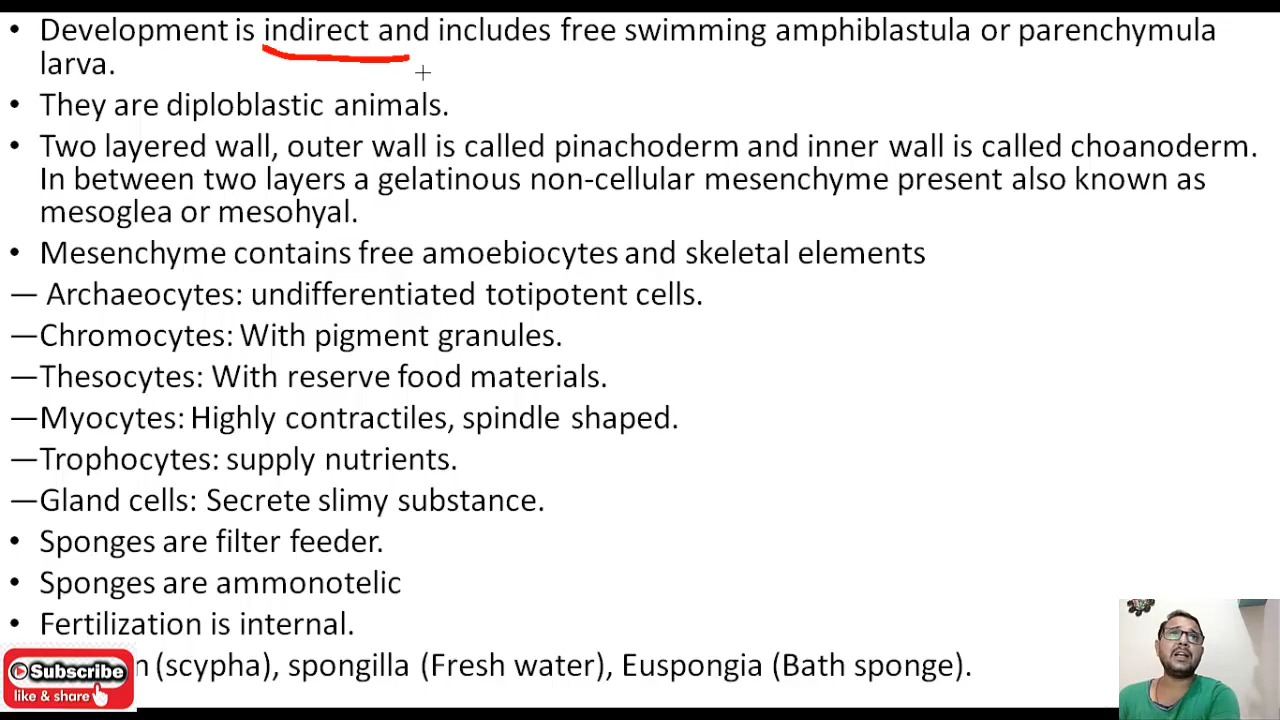 • Development is indirect and includes free swimming amphiblastula or parenchymula
larva.
• They are diploblastic animals.
• Two layered wall, outer wall is called pinachoderm and inner wall is called choanoderm.
In between two layers a gelatinous non-cellular mesenchyme present also known as
mesoglea or mesohyal.
• Mesenchyme contains free amoebiocytes and skeletal elements
— Archaeocytes: undifferentiated totipotent cells.
—Chromocytes: With pigment granules.
—Thesocytes: With reserve food materials.
—Myocytes: Highly contractiles, spindle shaped.
—Trophocytes: supply nutrients.
—Gland cells: Secrete slimy substance.
• Sponges are filter feeder.
• Sponges are ammonotelic
• Fertilization is internal.
(scypha), spongilla (Fresh water), Euspongia (Bath sponge).
Subscribe
like & share